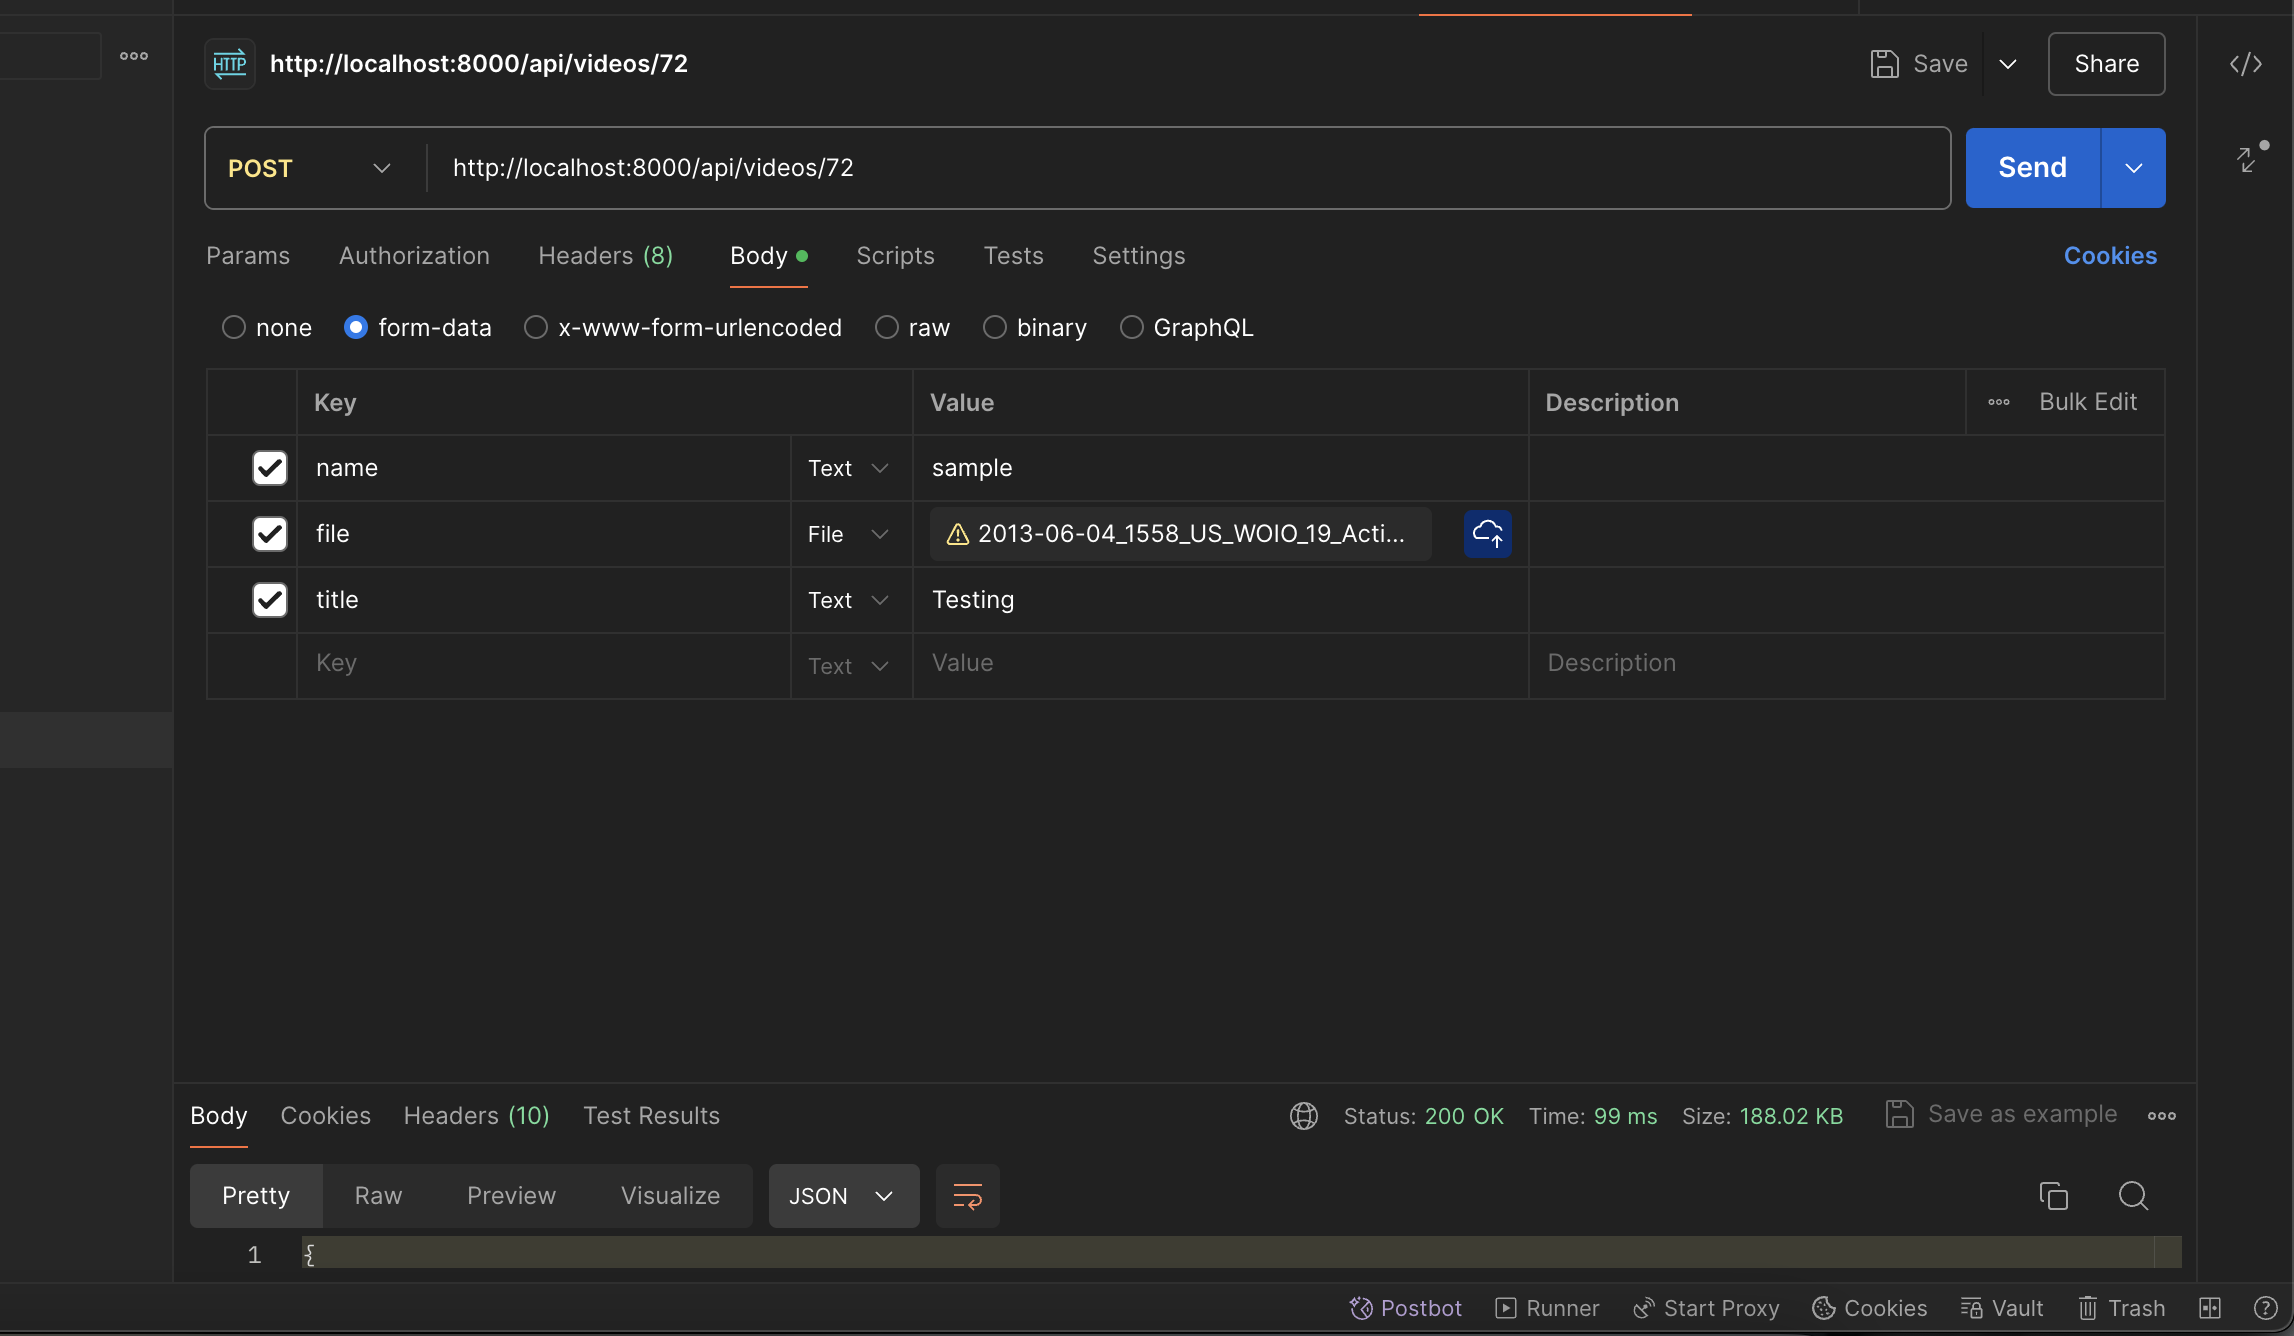 HTTP http://localhost:8000/api/videos/72 Save Share
POST http://localhost:8000/api/videos/72 Send
Params Authorization Headers (8) Body Scripts Tests Settings Cookies
none form-data x-www-form-urlencoded raw binary GraphQL
Key Value Description Bulk Edit
name Text sample
file File 2013-06-04_1558_US_WOIO_19_Acti...
title Text Testing
Key Text Value Description
Body Cookies Headers (10) Test Results Status: 200 OK Time: 99 ms Size: 188.02 KB Save as example
Pretty Raw Preview Visualize JSON
1 {
Postbot Runner Start Proxy Cookies Vault Trash